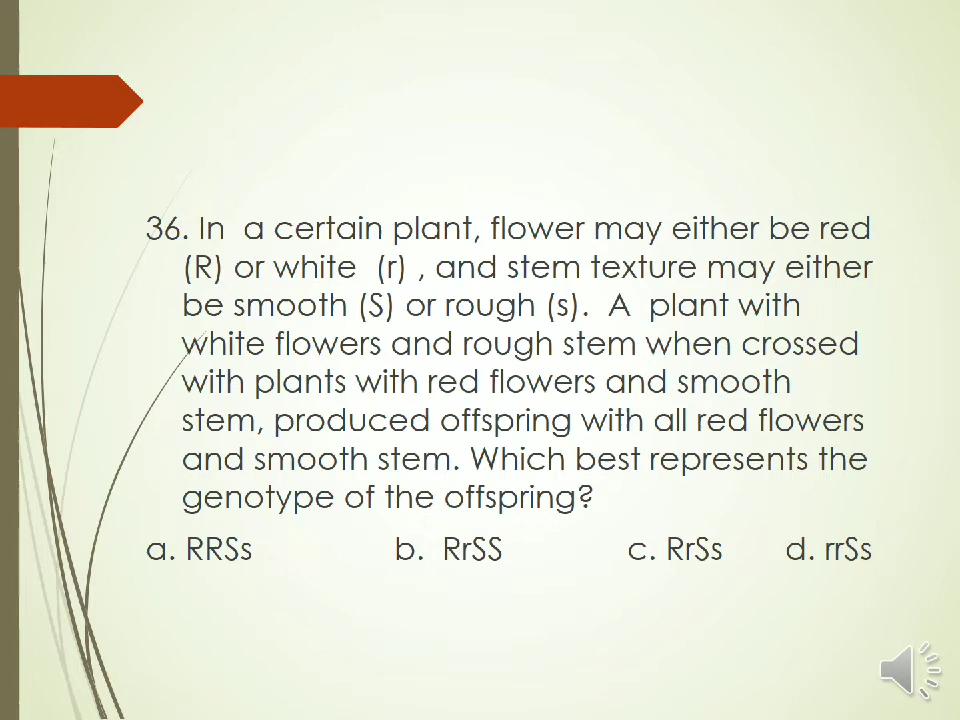 36. In a certain plant, flower may either be red
(R) or white (r) , and stem texture may either
be smooth (S) or rough (s). A plant with
white flowers and rough stem when crossed
with plants with red flowers and smooth
stem, produced offspring with all red flowers
and smooth stem. Which best represents the
genotype of the offspring?
a. RRSs b. RrSS c. RrSs d. rrSs